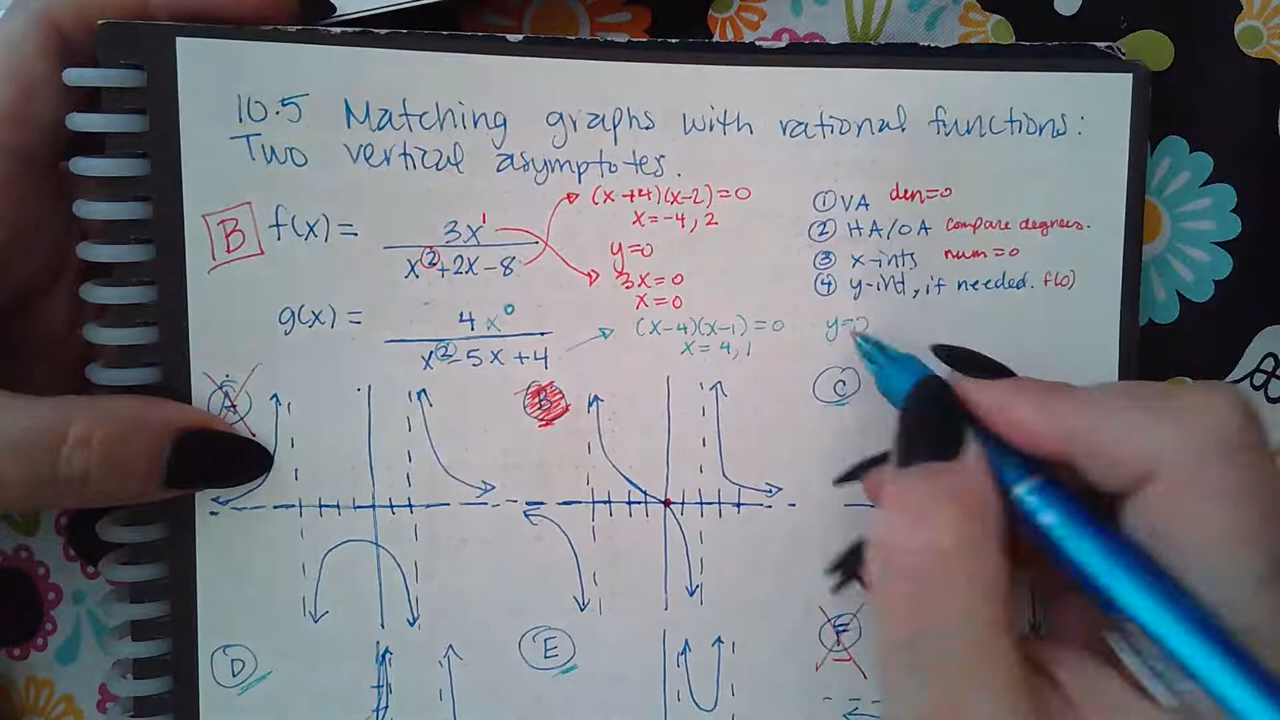 10.5 Matching graphs with rational functions:
Two vertical asymptotes.
B f(x) = 3x¹ / x²+2x-8
(x+4)(x-2)=0
x=-4, 2
y=0
3x=0
x=0
① VA den=0
② HA/OA compare degrees.
③ x-ints num=0
④ y-int, if needed. f(0)
g(x) = 4x⁰ / x²-5x+4
(x-4)(x-1)=0
x=4,1
y=0
A
B
C
D
E
F